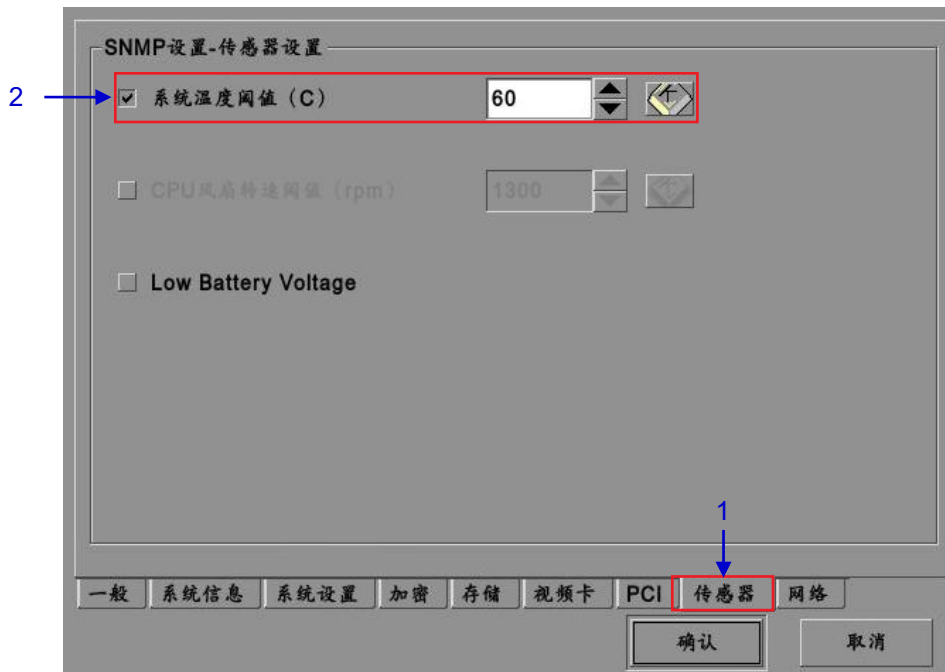 SNMP设置-传感器设置
2
系统温度阈值（C） 60 个
CPU风扇转速阈值（rpm） 1300 个
Low Battery Voltage
1
一般 系统信息 系统设置 加密 存储 视频卡 PCI 传感器 网络
确认 取消